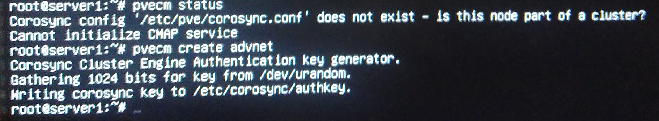 root@server1:~# pvecm status
Corosync config '/etc/pve/corosync.conf' does not exist - is this node part of a cluster?
Cannot initialize CMAP service
root@server1:~# pvecm create advnet
Corosync Cluster Engine Authentication key generator.
Gathering 1024 bits for key from /dev/urandom.
Writing corosync key to /etc/corosync/authkey.
root@server1:~# _